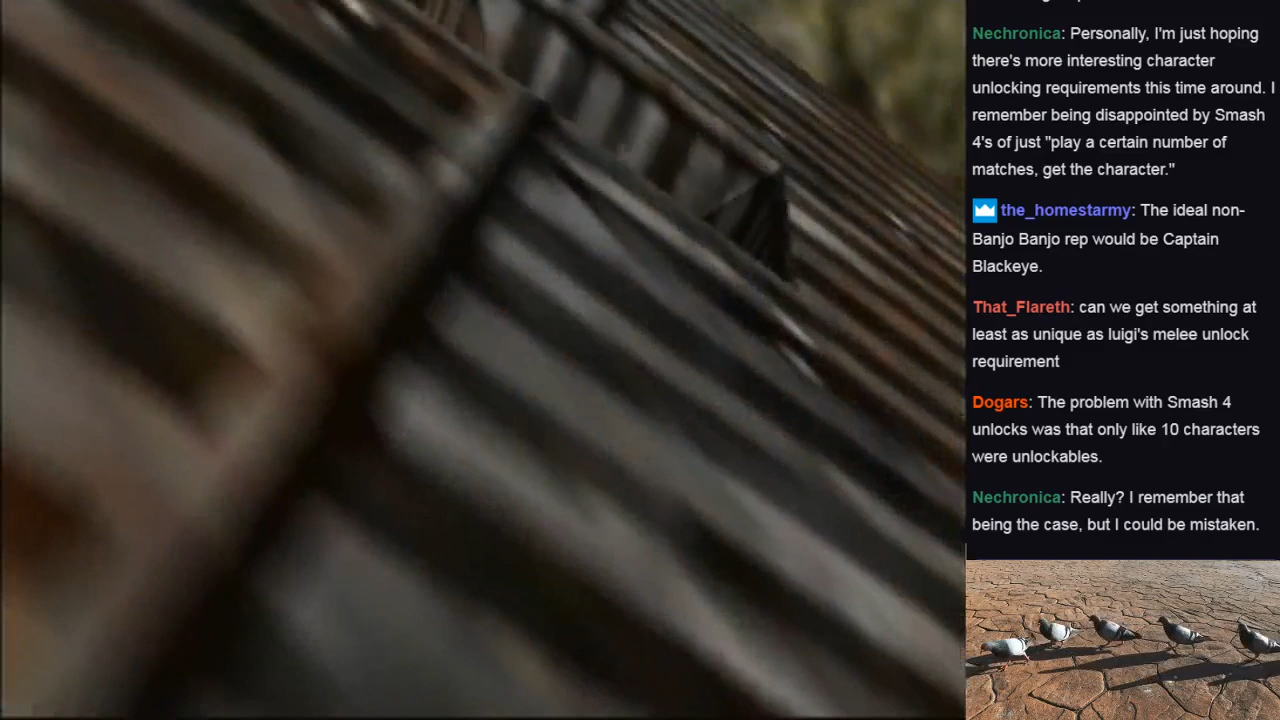 Nechronica: Personally, I'm just hoping
there's more interesting character
unlocking requirements this time around. I
remember being disappointed by Smash
4's of just "play a certain number of
matches, get the character."
the_homestarmy: The ideal non-
Banjo Banjo rep would be Captain
Blackeye.
That_Flareth: can we get something at
least as unique as luigi's melee unlock
requirement
Dogars: The problem with Smash 4
unlocks was that only like 10 characters
were unlockables.
Nechronica: Really? I remember that
being the case, but I could be mistaken.